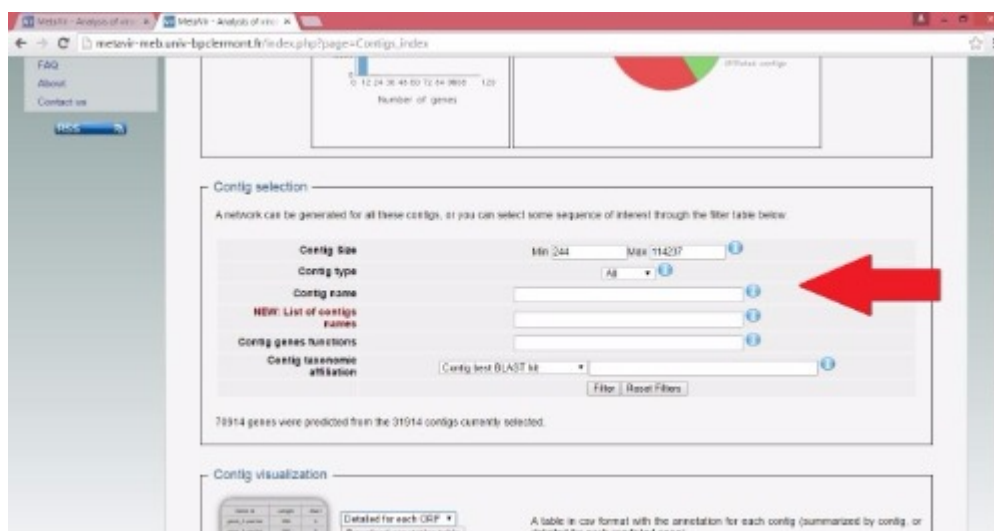 MetaVir - Analysis of
MetaVir - Analysis of
metavir-meb.univ-bpclermont.fr/index.php?page=Contigs_index
FAQ
About
Contact us
RSS
Number of genes
Contig selection
A network can be generated for all these contigs, or you can select some sequence of interest through the filter table below
Contig Size Min 244 Max 114237
Contig type All
Contig name
NEW: List of contigs names
Contig genes functions
Contig taxonomic affiliation Contig best BLAST hit
Filter Reset Filters
70914 genes were predicted from the 31914 contigs currently selected.
Contig visualization
Detailed for each ORF
A table in csv format with the annotation for each contig (summarized by contig, or